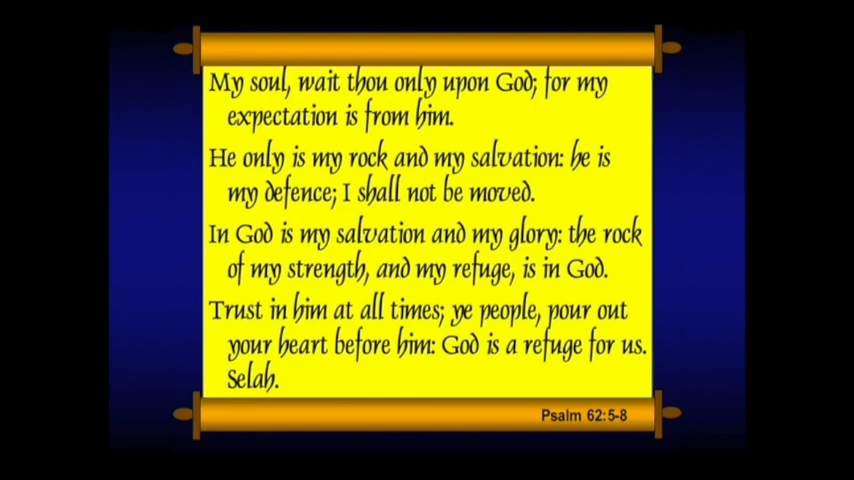 My soul, wait thou only upon God; for my
expectation is from him.
He only is my rock and my salvation: he is
my defence; I shall not be moved.
In God is my salvation and my glory: the rock
of my strength, and my refuge, is in God.
Trust in him at all times; ye people, pour out
your heart before him: God is a refuge for us.
Selah.
Psalm 62:5-8